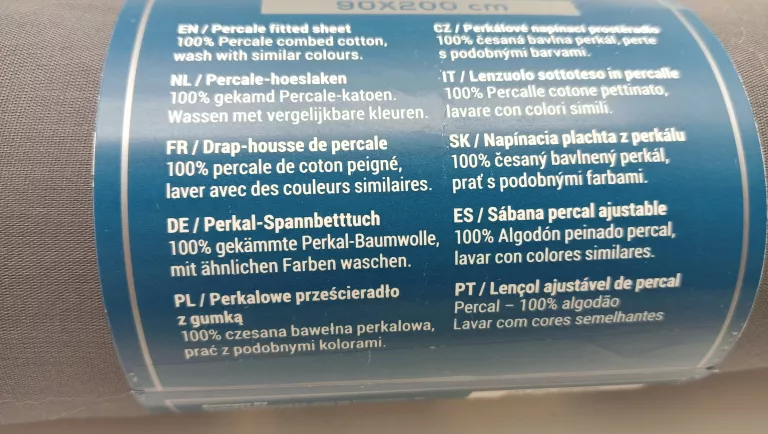 90X200 cm
EN / Percale fitted sheet
100% Percale combed cotton,
wash with similar colours.
NL / Percale-hoeslaken
100% gekamd Percale-katoen.
Wassen met vergelijkbare kleuren.
FR / Drap-housse de percale
100% percale de coton peigné,
laver avec des couleurs similaires.
DE / Perkal-Spannbetttuch
100% gekämmte Perkal-Baumwolle,
mit ähnlichen Farben waschen.
PL / Perkalowe prześcieradło
z gumką
100% czesana bawełna perkalowa,
prać z podobnymi kolorami.
CZ / Perkálové napínací prostěradlo
100% česaná bavlna perkál, perte
s podobnými barvami.
IT / Lenzuolo sottoteso in percalle
100% Percalle cotone pettinato,
lavare con colori simili.
SK / Napínacia plachta z perkálu
100% česaný bavlnený perkál,
prať s podobnými farbami.
ES / Sábana percal ajustable
100% Algodón peinado percal,
lavar con colores similares.
PT / Lençol ajustável de percal
Percal – 100% algodão
Lavar com cores semelhantes